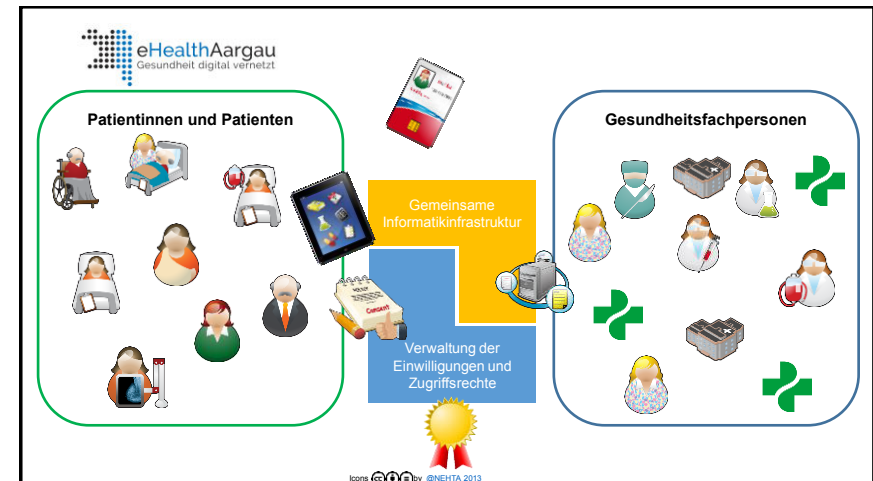 eHealthAargau
Gesundheit digital vernetzt
Patientinnen und Patienten
Gesundheitsfachpersonen
Gemeinsame
Informatikinfrastruktur
Consent
Verwaltung der
Einwilligungen und
Zugriffsrechte
Icons cc by @NEHTA 2013